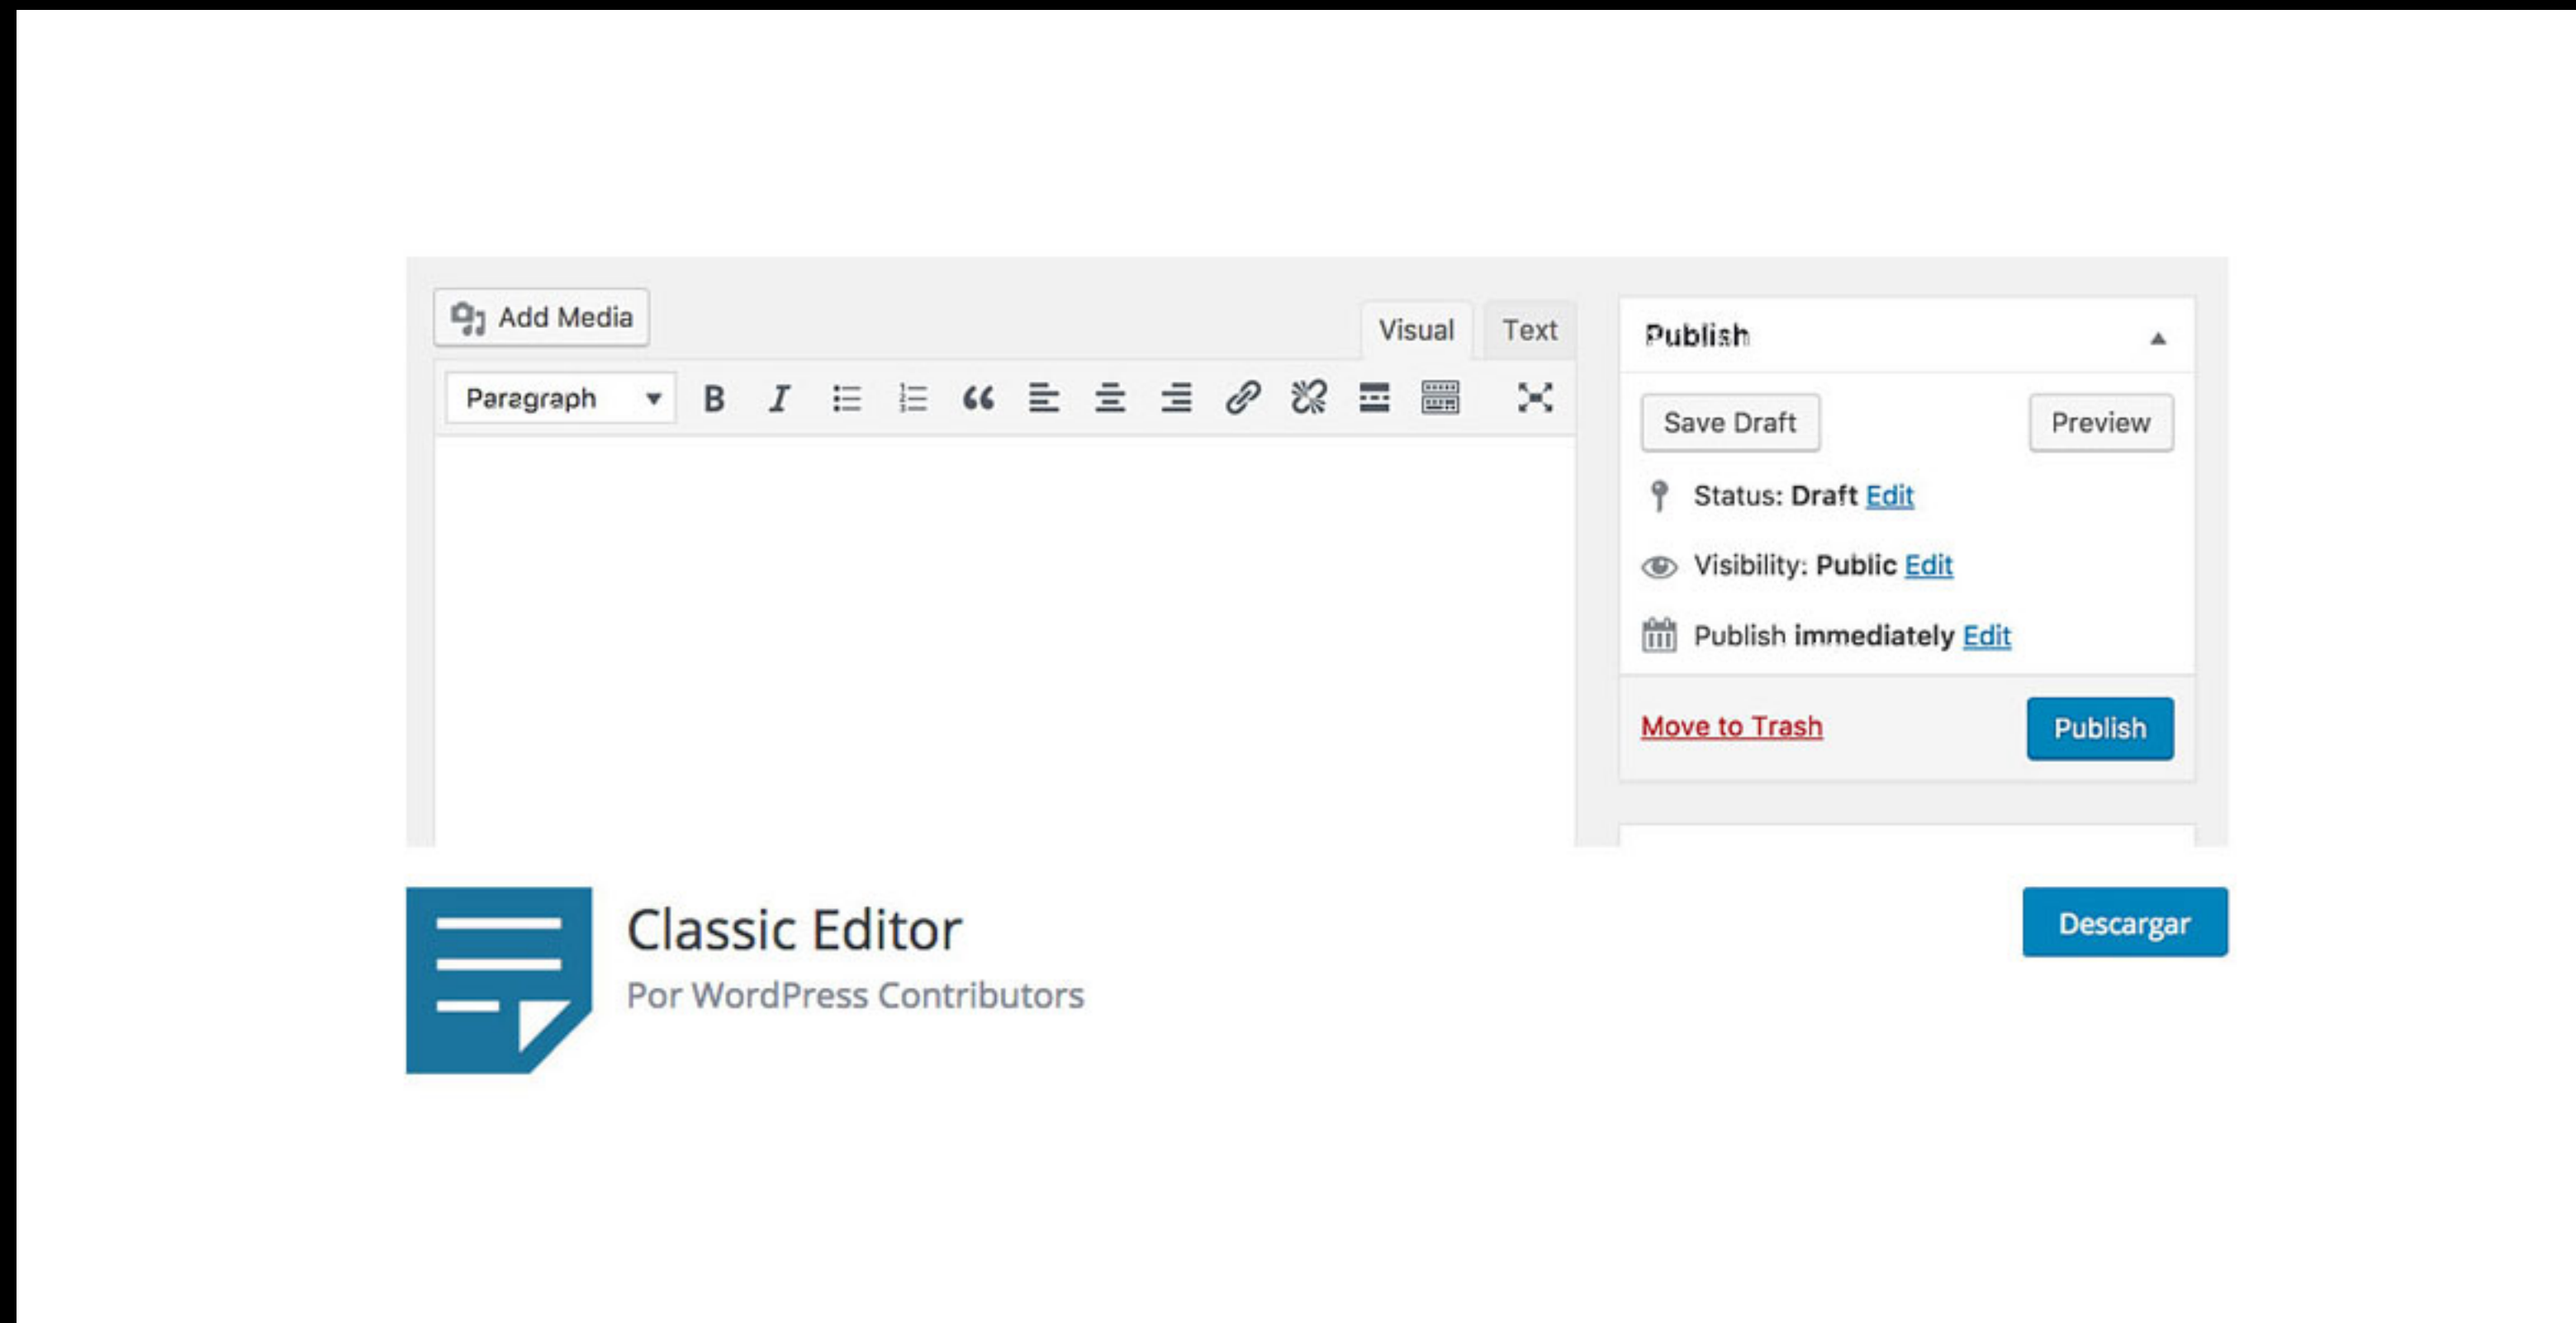 Add Media
Visual Text
Paragraph B I
Publish
Save Draft Preview
Status: Draft Edit
Visibility: Public Edit
Publish immediately Edit
Move to Trash Publish
Classic Editor
Por WordPress Contributors
Descargar